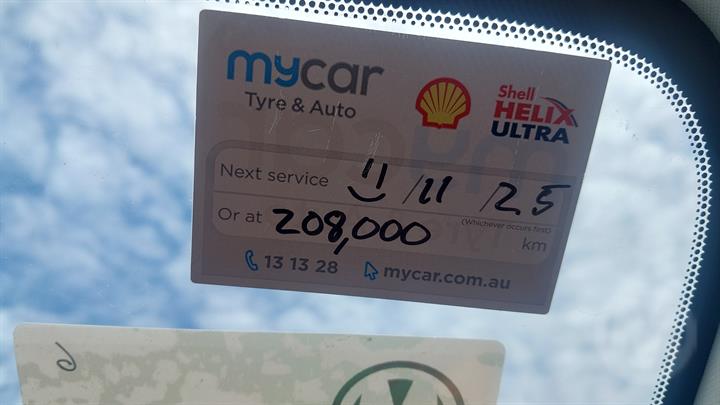 mycar
Tyre & Auto
Shell
HELIX
ULTRA
Next service /11 /25
(Whichever occurs first)
Or at 208,000 km
13 13 28 mycar.com.au